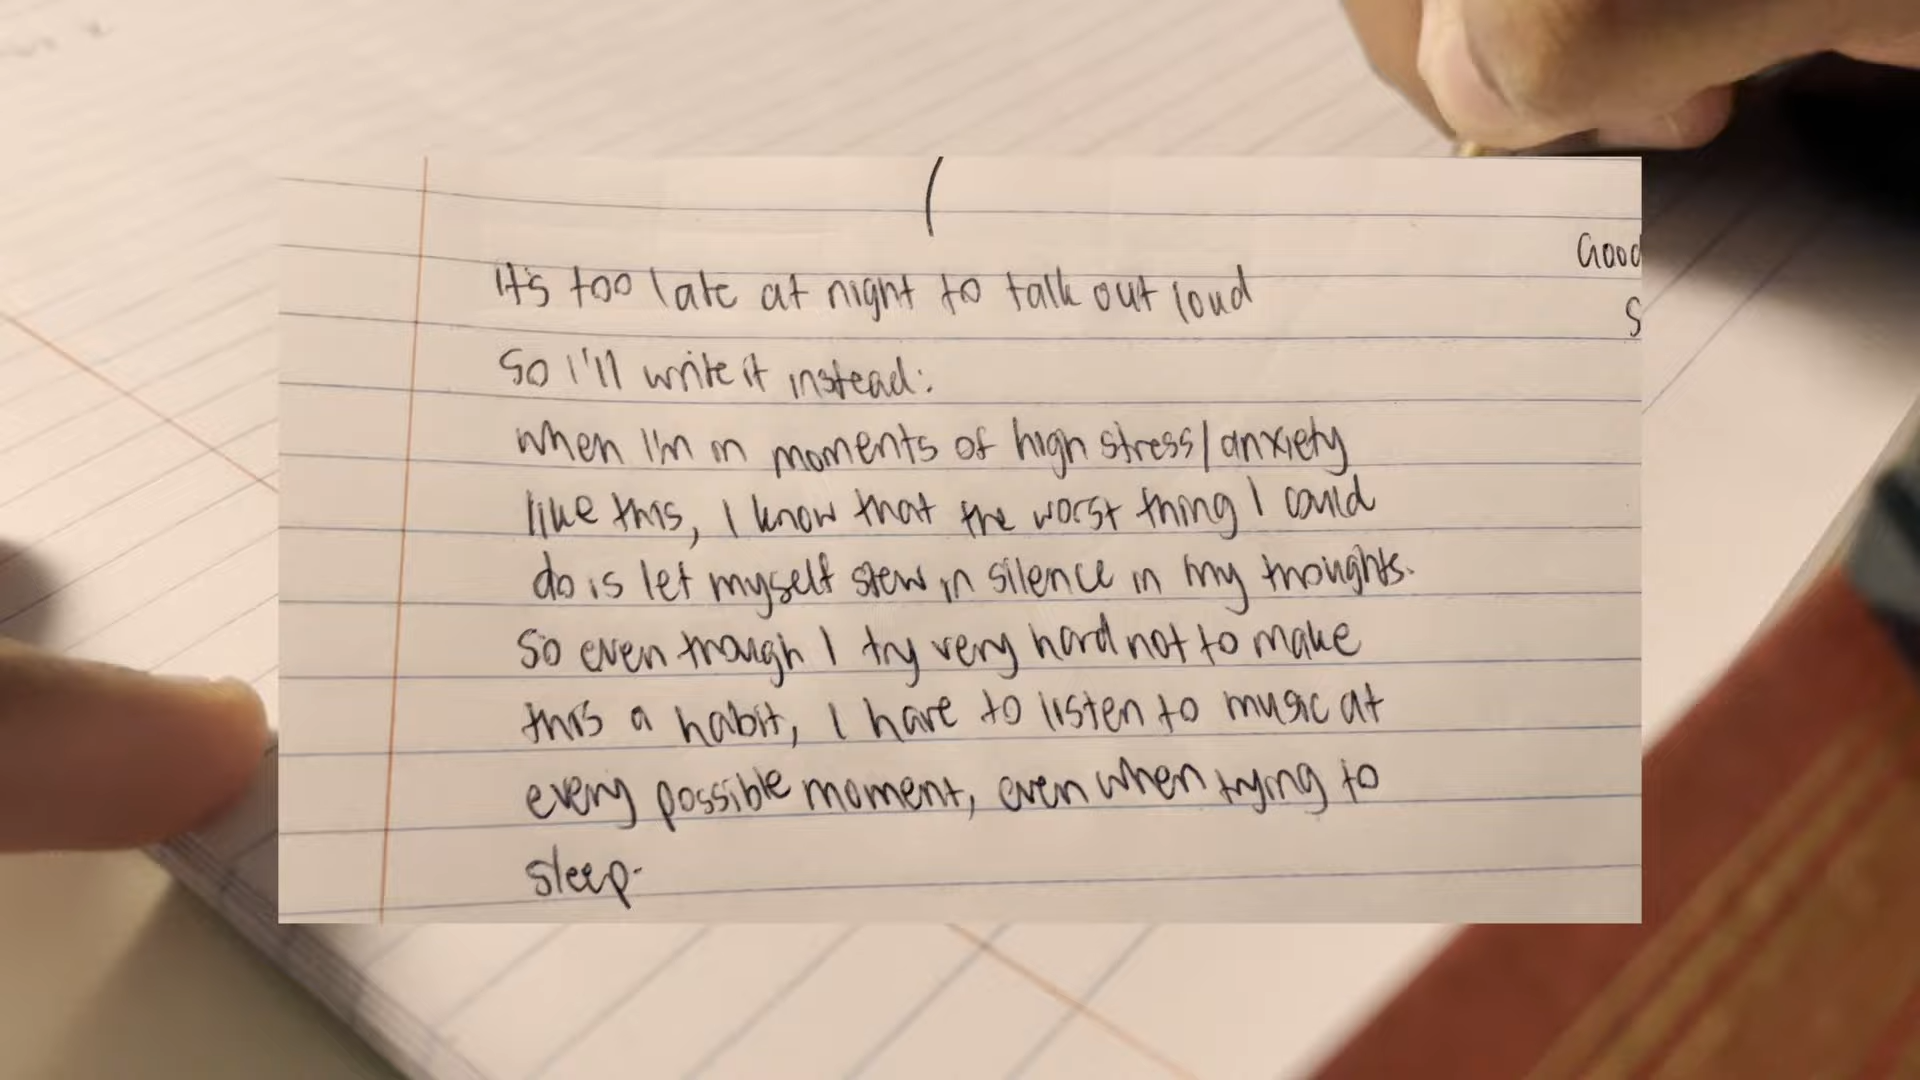 Good
S
It's too late at night to talk out loud
So I'll write it instead:
when I'm in moments of high stress/anxiety
like this, I know that the worst thing I could
do is let myself stew in silence in my thoughts.
So even though I try very hard not to make
this a habit, I have to listen to music at
every possible moment, even when trying to
sleep.